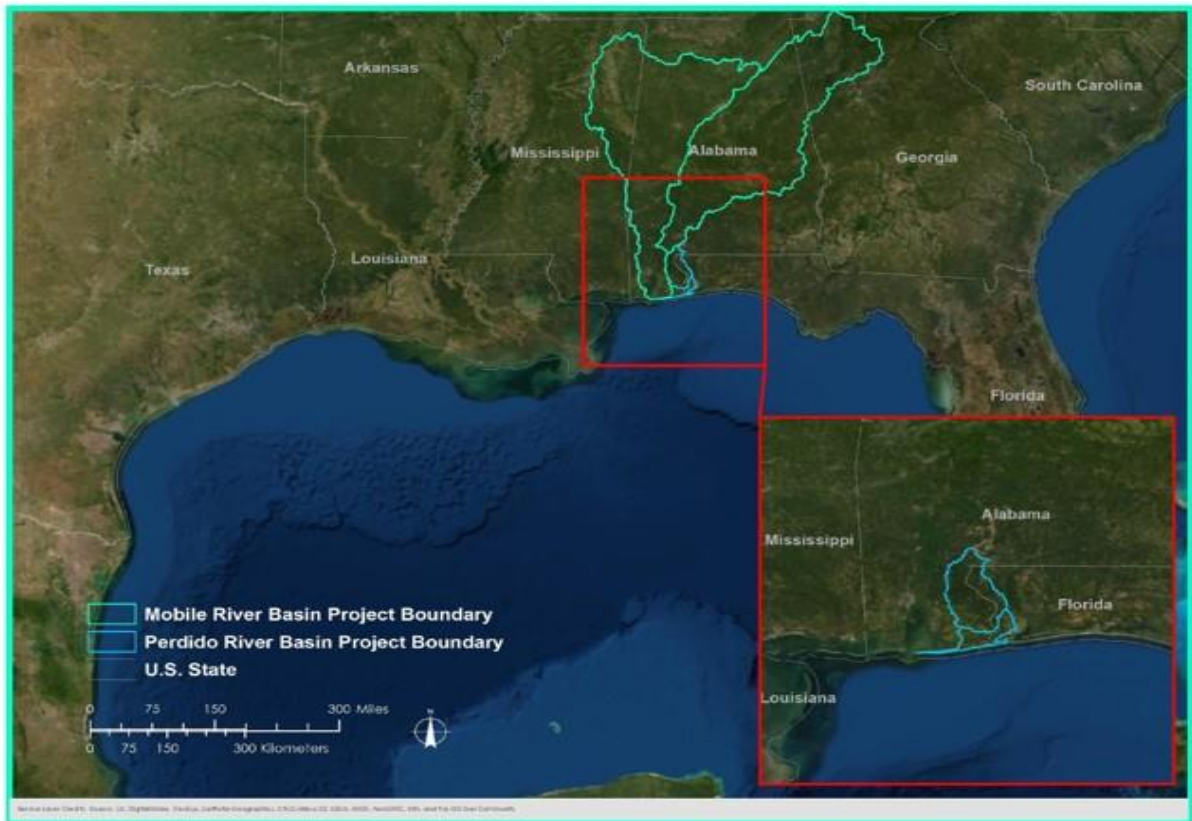 Arkansas
South Carolina
Mississippi
Alabama
Georgia
Louisiana
Texas
Florida
Mobile River Basin Project Boundary
Perdido River Basin Project Boundary
U.S. State
0 75 150 300 Miles
0 75 150 300 Kilometers
N
Alabama
Mississippi
Florida
Louisiana